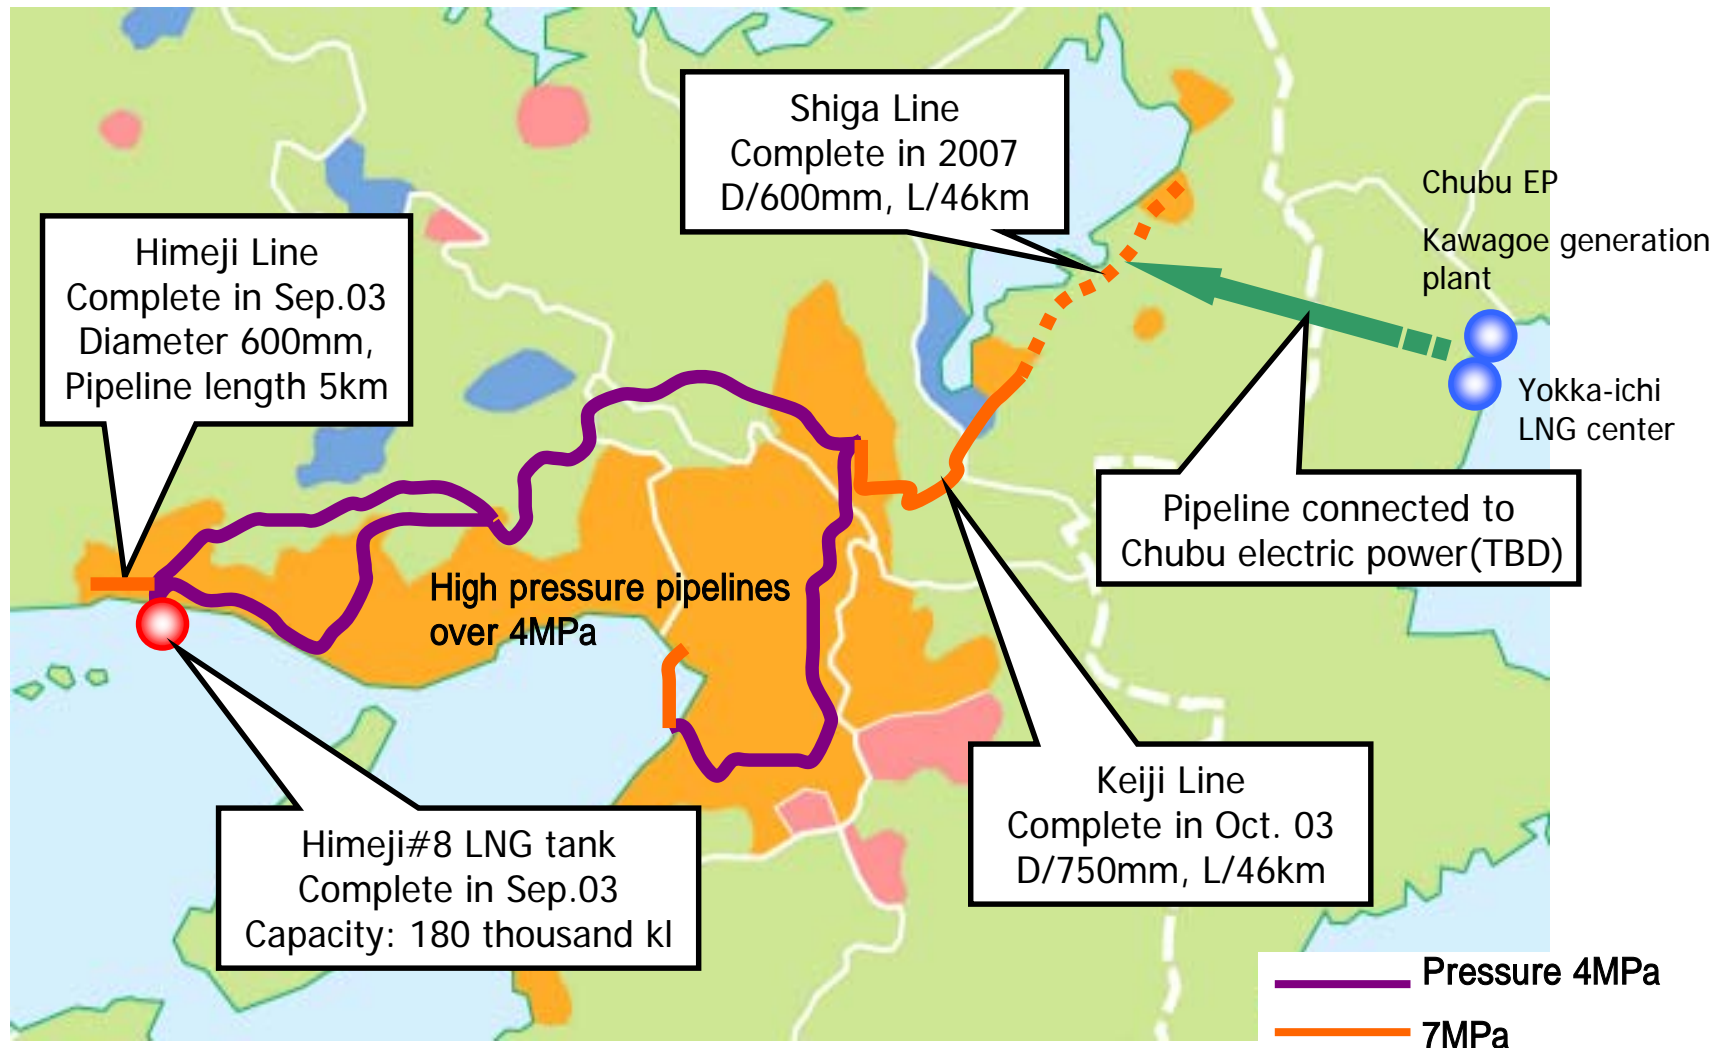 Shiga Line
Complete in 2007
D/600mm, L/46km
Chubu EP
Kawagoe generation
plant
Himeji Line
Complete in Sep.03
Diameter 600mm,
Pipeline length 5km
Yokka-ichi
LNG center
Pipeline connected to
Chubu electric power(TBD)
High pressure pipelines
over 4MPa
Keiji Line
Complete in Oct. 03
D/750mm, L/46km
Himeji#8 LNG tank
Complete in Sep.03
Capacity: 180 thousand kl
Pressure 4MPa
7MPa